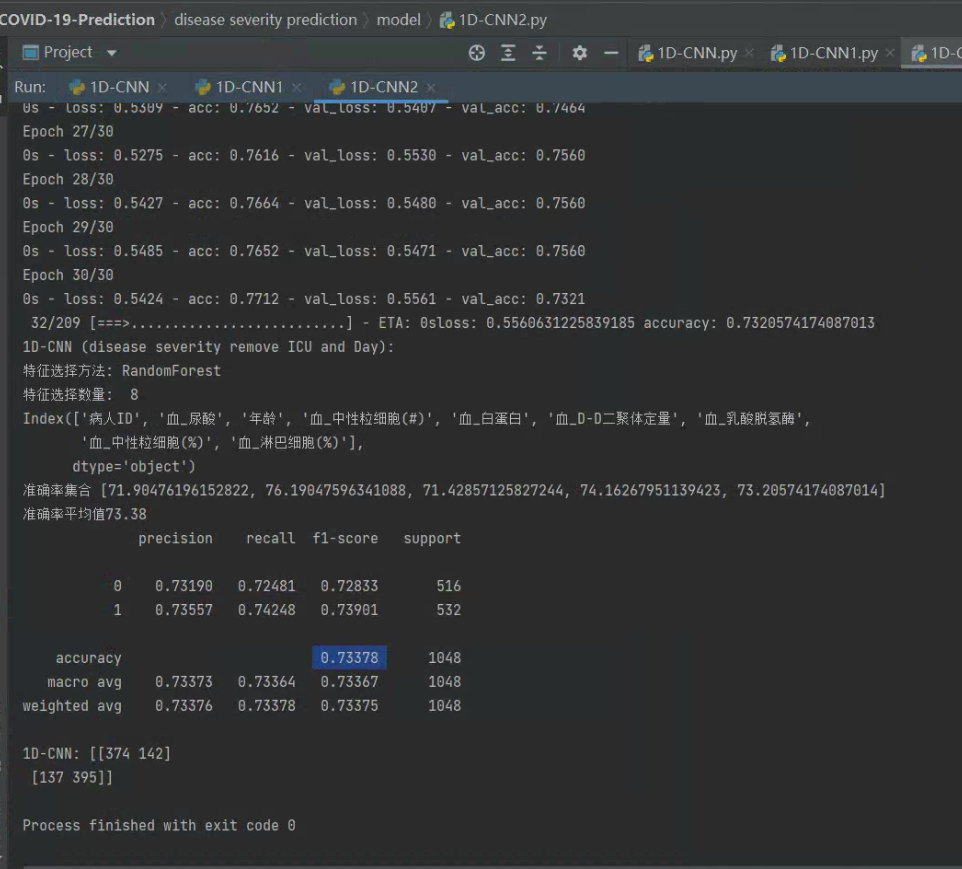 COVID-19-Prediction 〉 disease severity prediction 〉 model 〉 1D-CNN2.py
Project 1D-CNN.py × 1D-CNN1.py ×
Run: 1D-CNN × 1D-CNN1 × 1D-CNN2 ×
0s - loss: 0.5309 - acc: 0.7652 - val_loss: 0.5407 - val_acc: 0.7464
Epoch 27/30
0s - loss: 0.5275 - acc: 0.7616 - val_loss: 0.5530 - val_acc: 0.7560
Epoch 28/30
0s - loss: 0.5427 - acc: 0.7664 - val_loss: 0.5480 - val_acc: 0.7560
Epoch 29/30
0s - loss: 0.5485 - acc: 0.7652 - val_loss: 0.5471 - val_acc: 0.7560
Epoch 30/30
0s - loss: 0.5424 - acc: 0.7712 - val_loss: 0.5561 - val_acc: 0.7321
32/209 [===>..........................] - ETA: 0sloss: 0.5560631225839185 accuracy: 0.7320574174087013
1D-CNN (disease severity remove ICU and Day):
特征选择方法: RandomForest
特征选择数量: 8
Index(['病人ID', '血_尿酸', '年龄', '血_中性粒细胞(#)', '血_白蛋白', '血_D-D二聚体定量', '血_乳酸脱氢酶',
'血_中性粒细胞(%)', '血_淋巴细胞(%)'],
dtype='object')
准确率集合 [71.90476196152822, 76.19047596341088, 71.42857125827244, 74.16267951139423, 73.20574174087014]
准确率平均值73.38
precision recall f1-score support
0 0.73190 0.72481 0.72833 516
1 0.73557 0.74248 0.73901 532
accuracy 0.73378 1048
macro avg 0.73373 0.73364 0.73367 1048
weighted avg 0.73376 0.73378 0.73375 1048
1D-CNN: [[374 142]
[137 395]]
Process finished with exit code 0